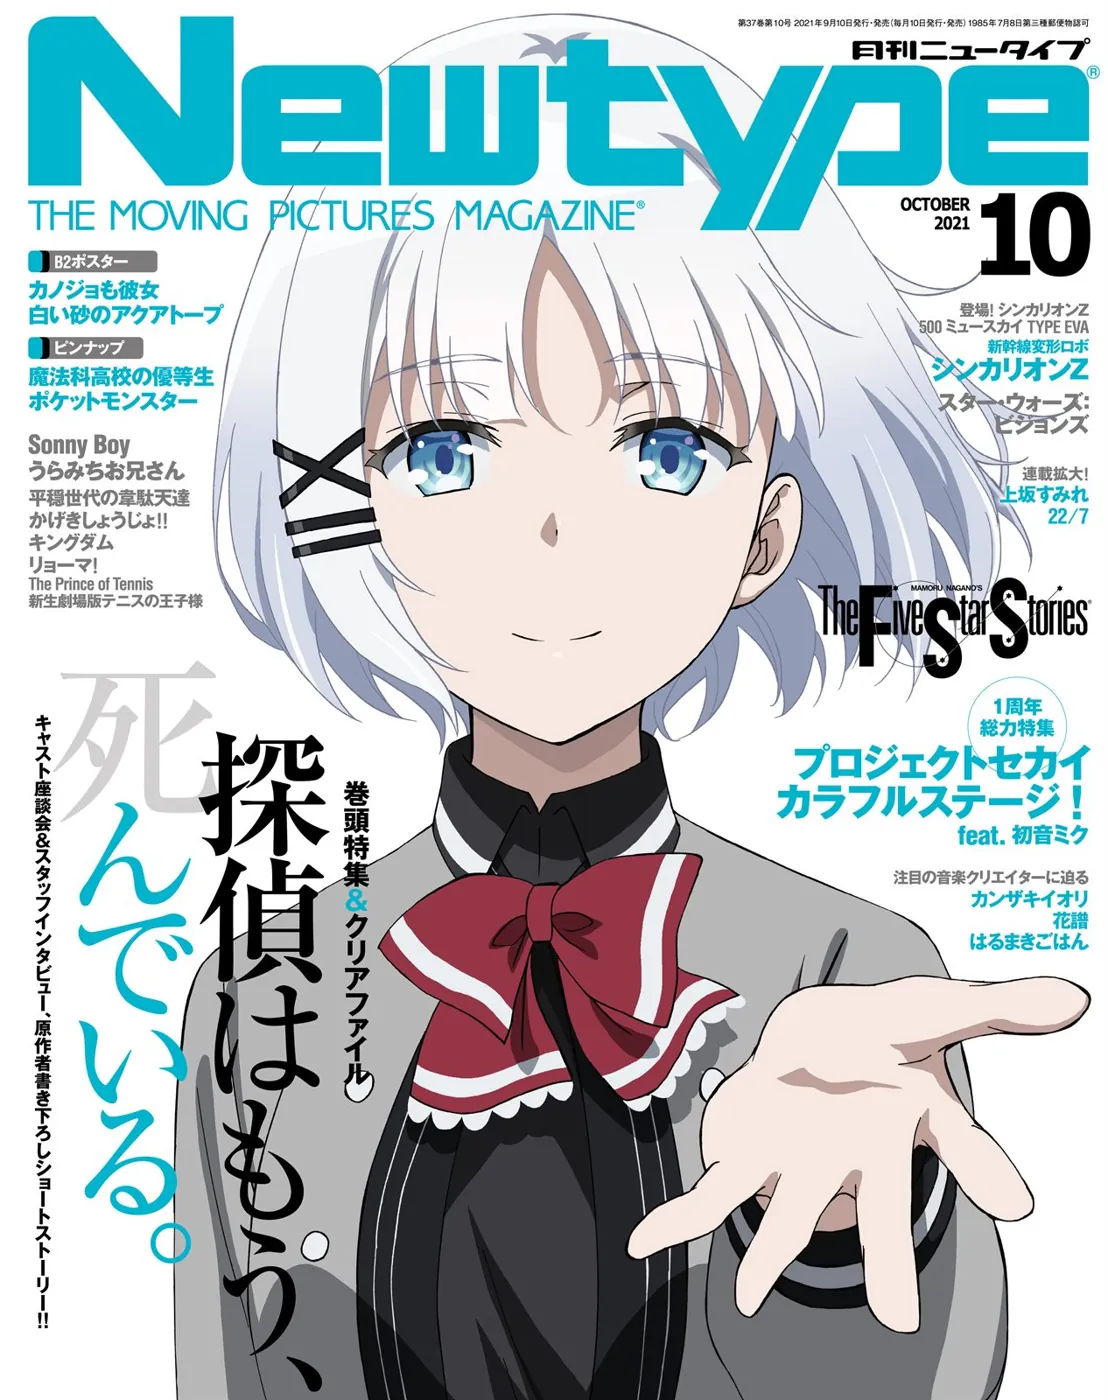 第37巻第10号 2021年9月10日発行・発売（毎月10日発行・発売）1985年7月8日第三種郵便物認可
月刊ニュータイプ
Newtype®
THE MOVING PICTURES MAGAZINE®
OCTOBER
2021
10
B2ポスター
カノジョも彼女
白い砂のアクアトープ
ピンナップ
魔法科高校の優等生
ポケットモンスター
Sonny Boy
うらみちお兄さん
平穏世代の韋駄天達
かげきしょうじょ!!
キングダム
リョーマ!
The Prince of Tennis
新生劇場版テニスの王子様
登場! シンカリオンZ
500 ミュースカイ TYPE EVA
新幹線変形ロボ
シンカリオンZ
スター・ウォーズ:
ビジョンズ
連載拡大!
上坂すみれ
22/7
MAMORU NAGANO'S
The Five Star Stories®
1周年
総力特集
プロジェクトセカイ
カラフルステージ!
feat. 初音ミク
注目の音楽クリエイターに迫る
カンザキイオリ
花譜
はるまきごはん
巻頭特集&クリアファイル
探偵はもう、
死んでいる。
キャスト座談会&スタッフインタビュー、原作者書き下ろしショートストーリー!!